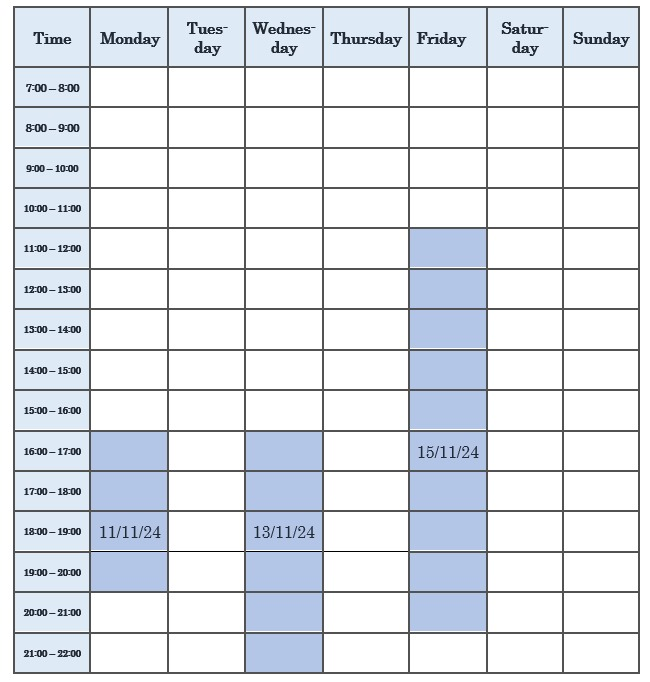 Time Monday Tues- Wednes- Thursday Friday Satur- Sunday
day day day
7:00 – 8:00
8:00 – 9:00
9:00 – 10:00
10:00 – 11:00
11:00 – 12:00
12:00 – 13:00
13:00 – 14:00
14:00 – 15:00
15:00 – 16:00
16:00 – 17:00 15/11/24
17:00 – 18:00
18:00 – 19:00 11/11/24 13/11/24
19:00 – 20:00
20:00 – 21:00
21:00 – 22:00